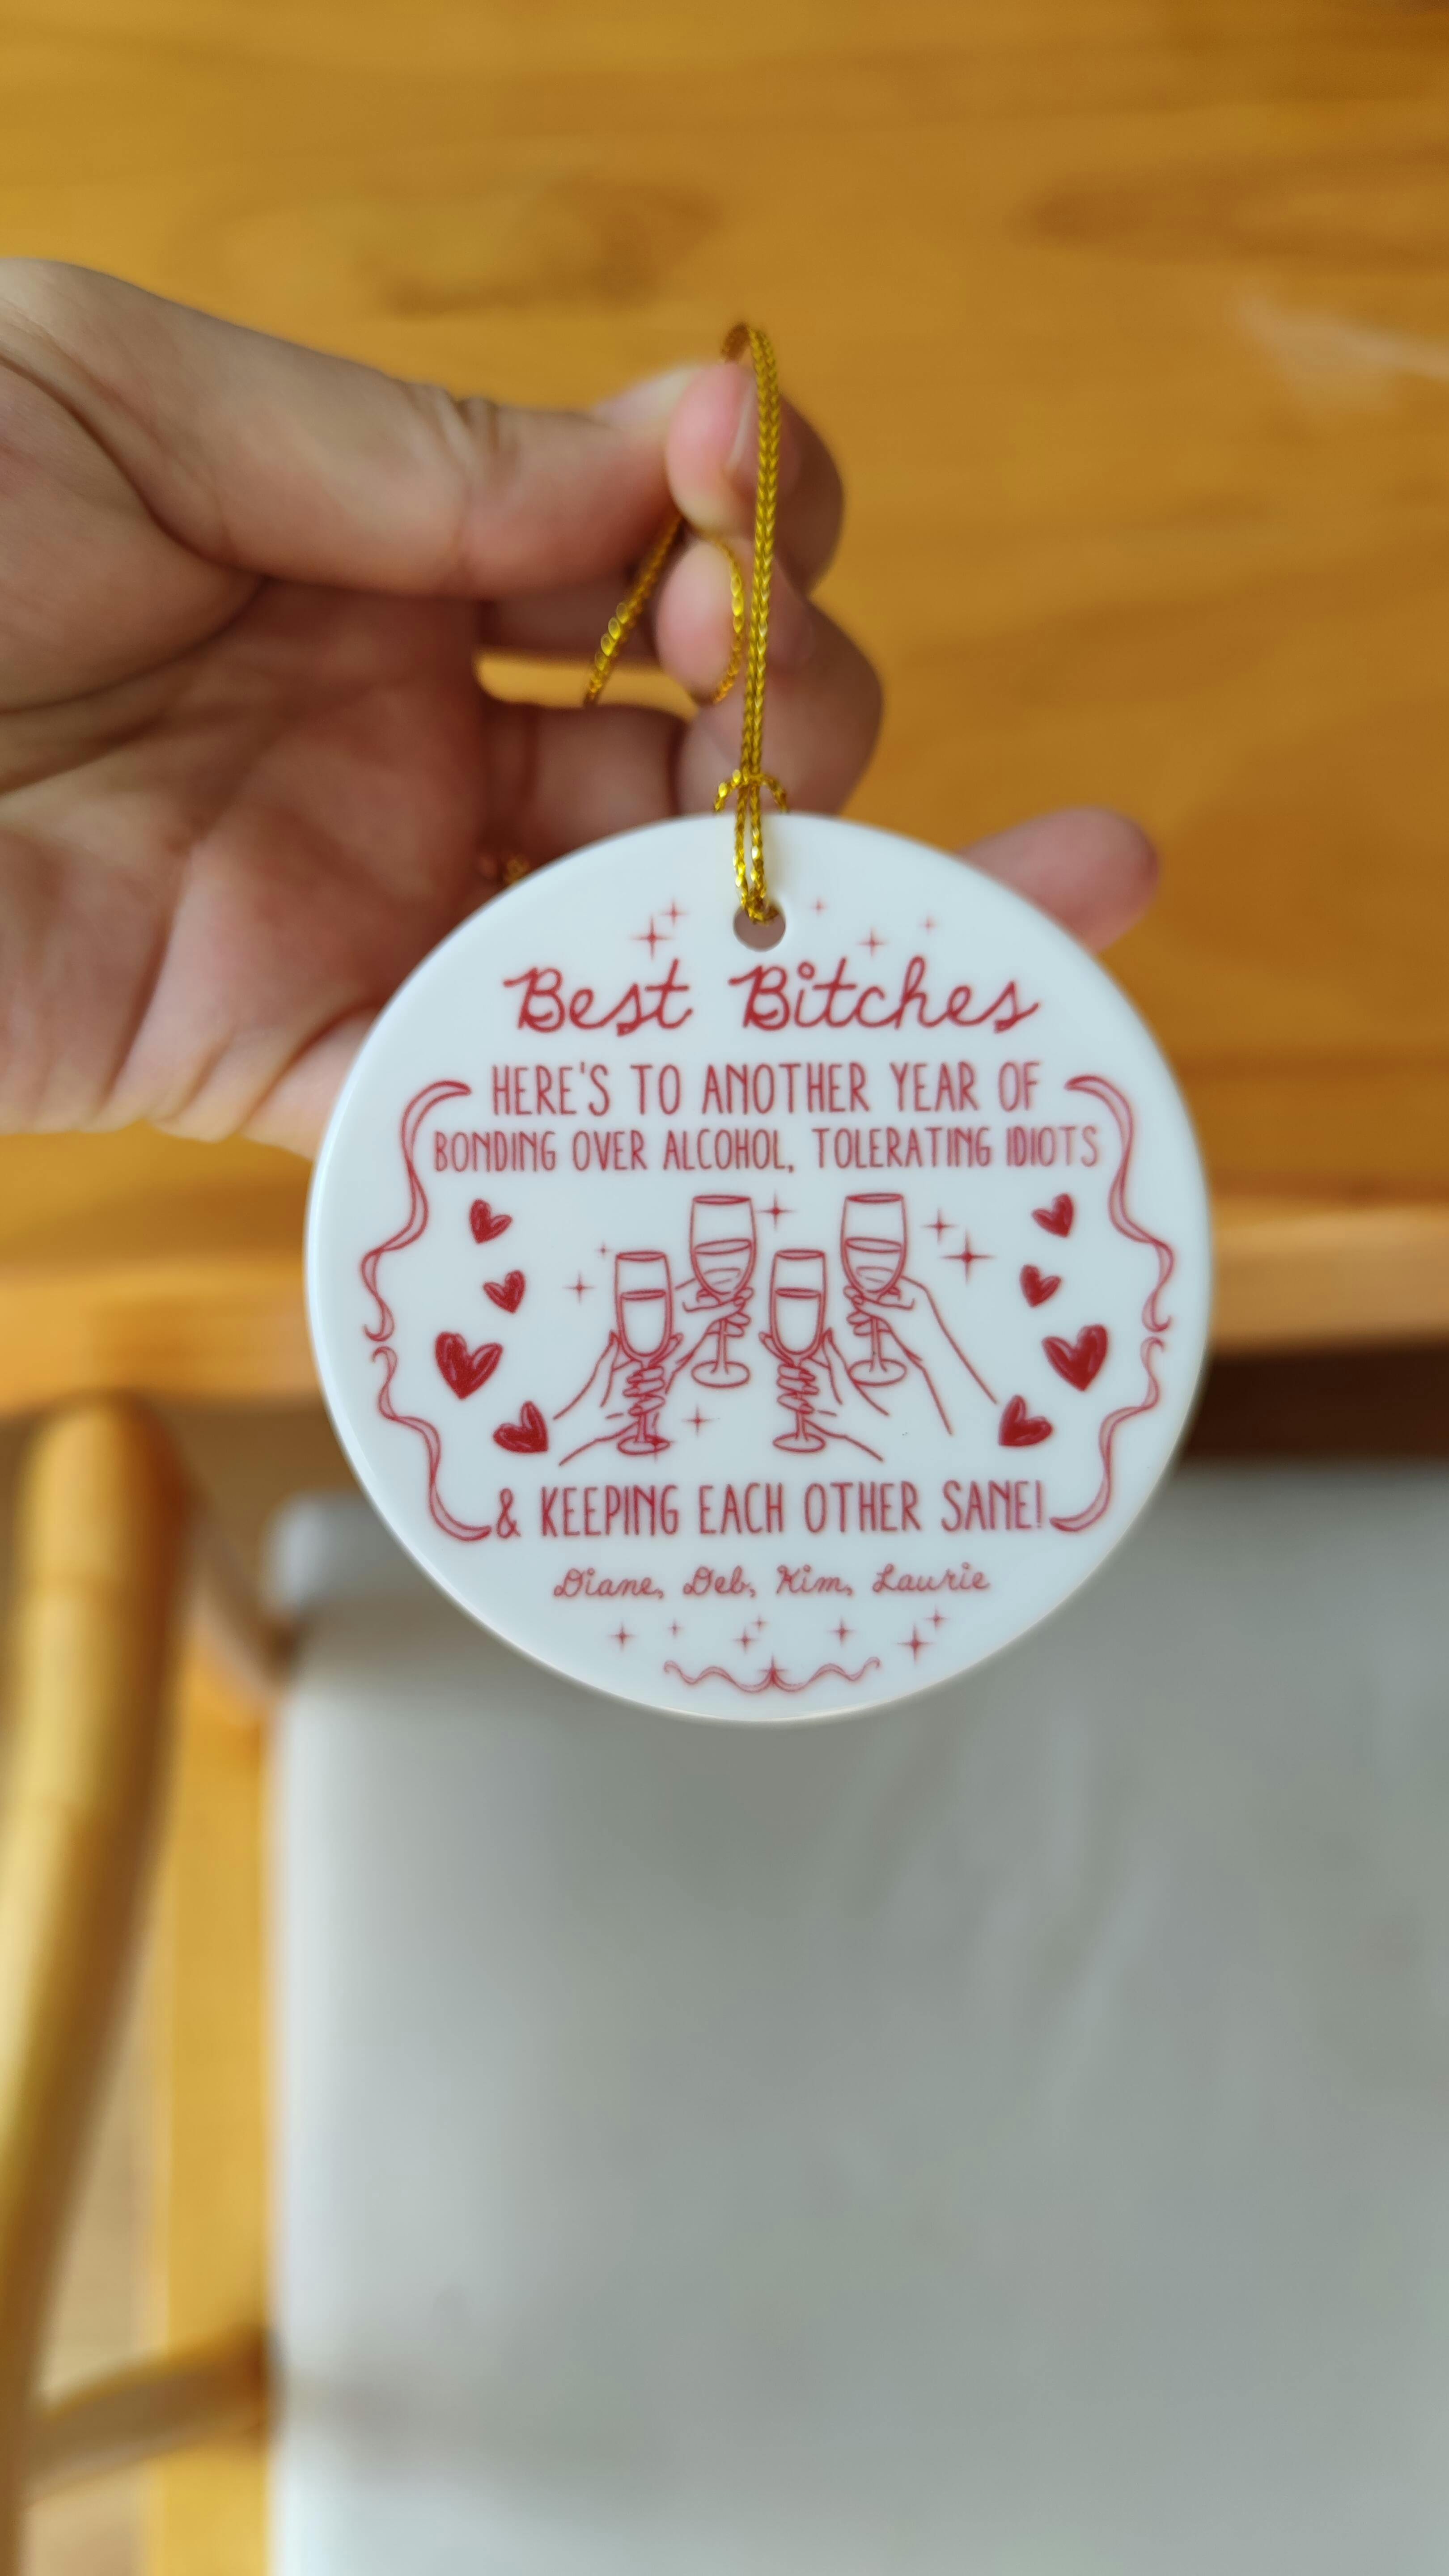 Best Bitches
HERE'S TO ANOTHER YEAR OF
BONDING OVER ALCOHOL, TOLERATING IDIOTS
& KEEPING EACH OTHER SANE!
Diane, Deb, Kim, Laurie